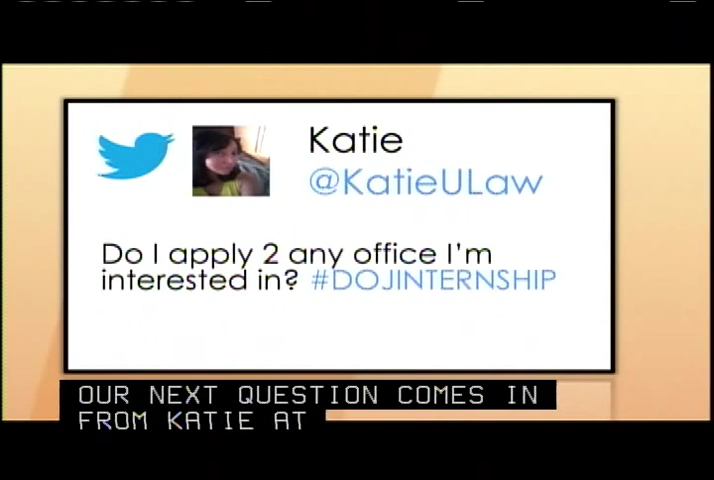 Katie
@KatieULaw
Do I apply 2 any office I'm
interested in? #DOJINTERNSHIP
OUR NEXT QUESTION COMES IN
FROM KATIE AT